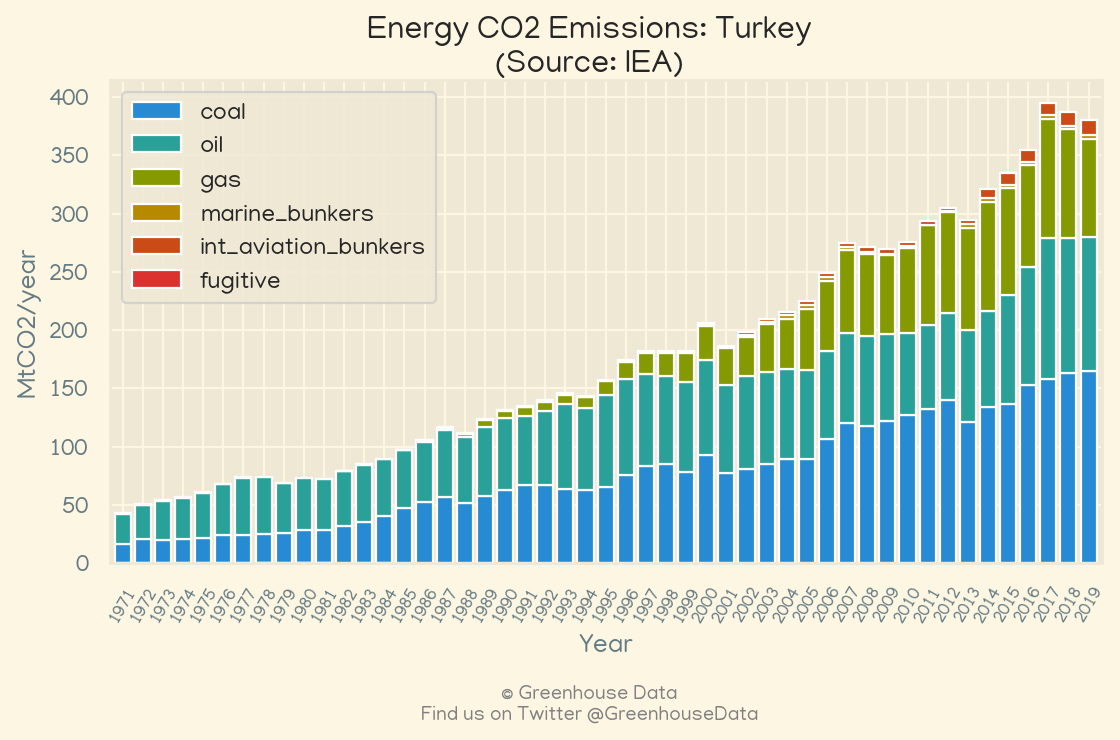 Energy CO2 Emissions: Turkey
(Source: IEA)
400
350
300
250
200
150
100
50
0
MtCO2/year
coal
oil
gas
marine_bunkers
int_aviation_bunkers
fugitive
1971 1972 1973 1974 1975 1976 1977 1978 1979 1980 1981 1982 1983 1984 1985 1986 1987 1988 1989 1990 1991 1992 1993 1994 1995 1996 1997 1998 1999 2000 2001 2002 2003 2004 2005 2006 2007 2008 2009 2010 2011 2012 2013 2014 2015 2016 2017 2018 2019
Year
© Greenhouse Data
Find us on Twitter @GreenhouseData